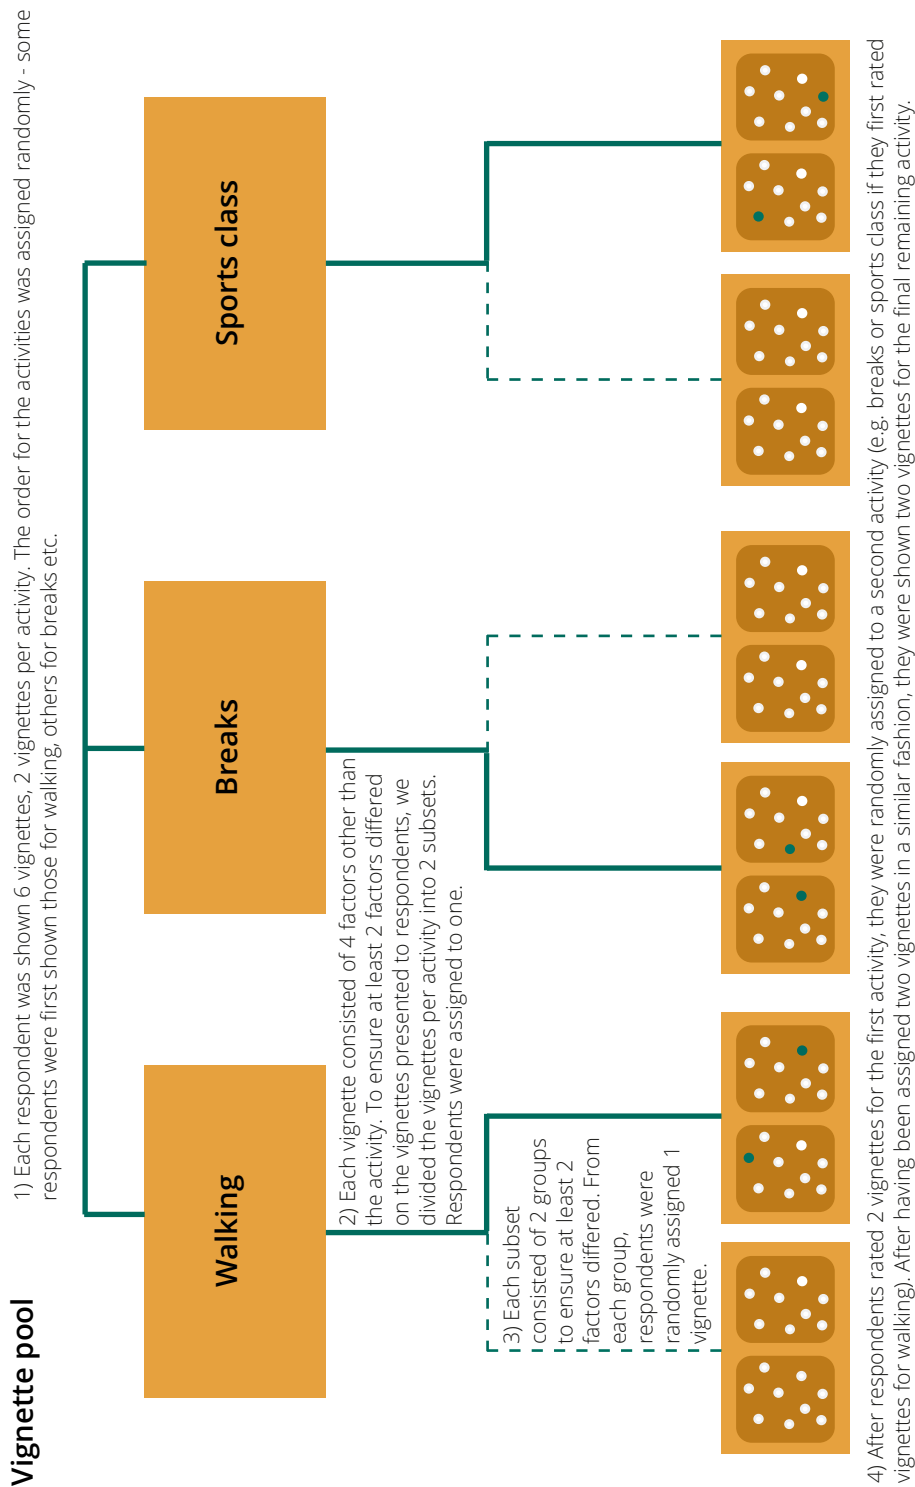 Vignette pool
1) Each respondent was shown 6 vignettes, 2 vignettes per activity. The order for the activities was assigned randomly - some
respondents were first shown those for walking, others for breaks etc.
Walking
Breaks
Sports class
2) Each vignette consisted of 4 factors other than
the activity. To ensure at least 2 factors differed
on the vignettes presented to respondents, we
divided the vignettes per activity into 2 subsets.
Respondents were assigned to one.
3) Each subset
consisted of 2 groups
to ensure at least 2
factors differed. From
each group,
respondents were
randomly assigned 1
vignette.
4) After respondents rated 2 vignettes for the first activity, they were randomly assigned to a second activity (e.g. breaks or sports class if they first rated
vignettes for walking). After having been assigned two vignettes in a similar fashion, they were shown two vignettes for the final remaining activity.